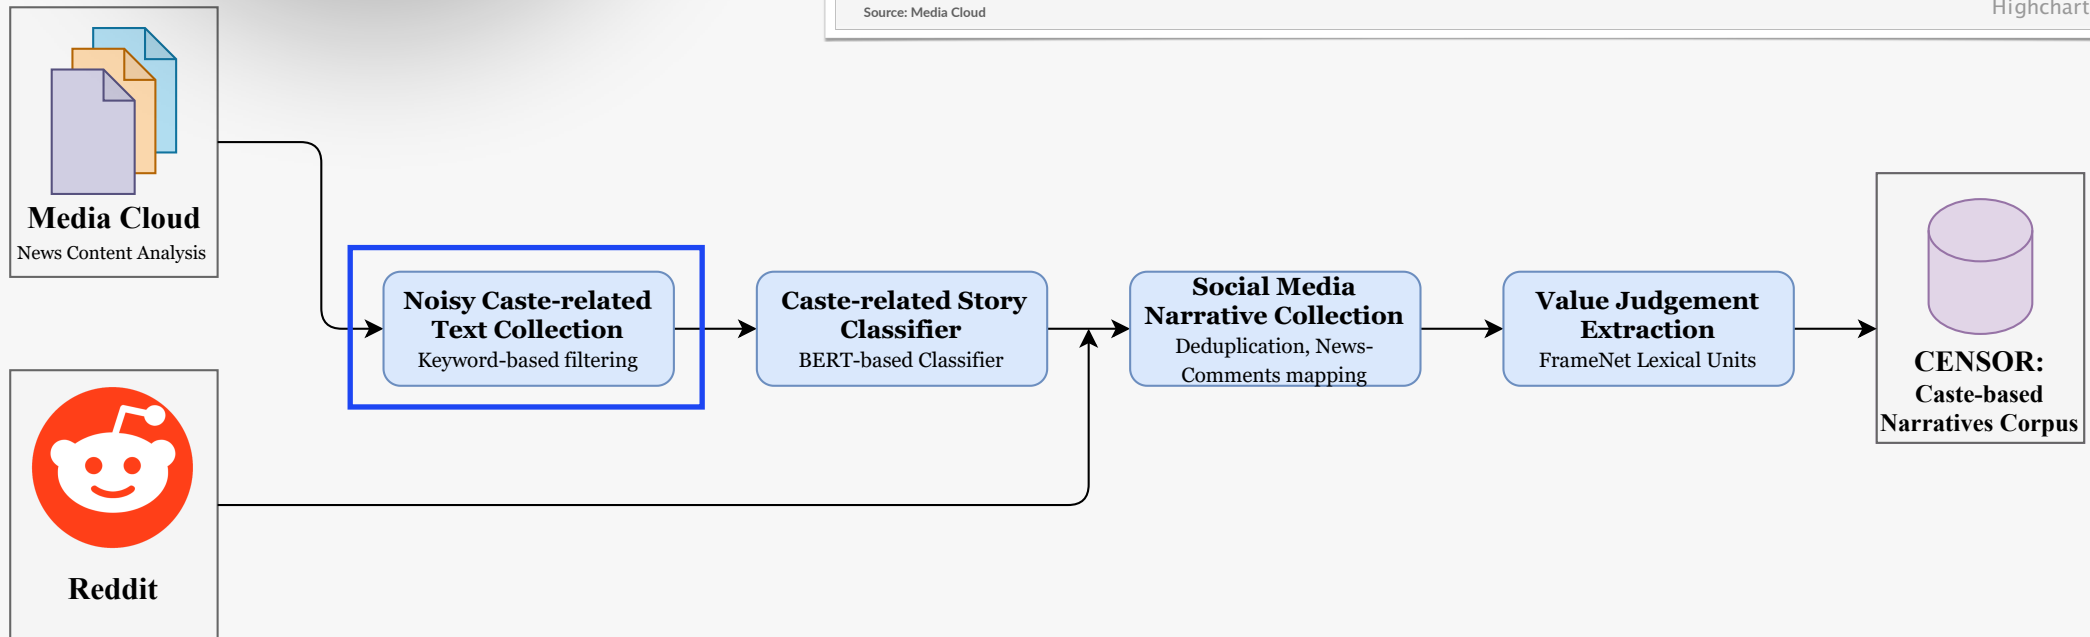 Source: Media Cloud
Highchart
Media Cloud
News Content Analysis
Noisy Caste-related
Text Collection
Keyword-based filtering
Caste-related Story
Classifier
BERT-based Classifier
Social Media
Narrative Collection
Deduplication, News-
Comments mapping
Value Judgement
Extraction
FrameNet Lexical Units
CENSOR:
Caste-based
Narratives Corpus
Reddit